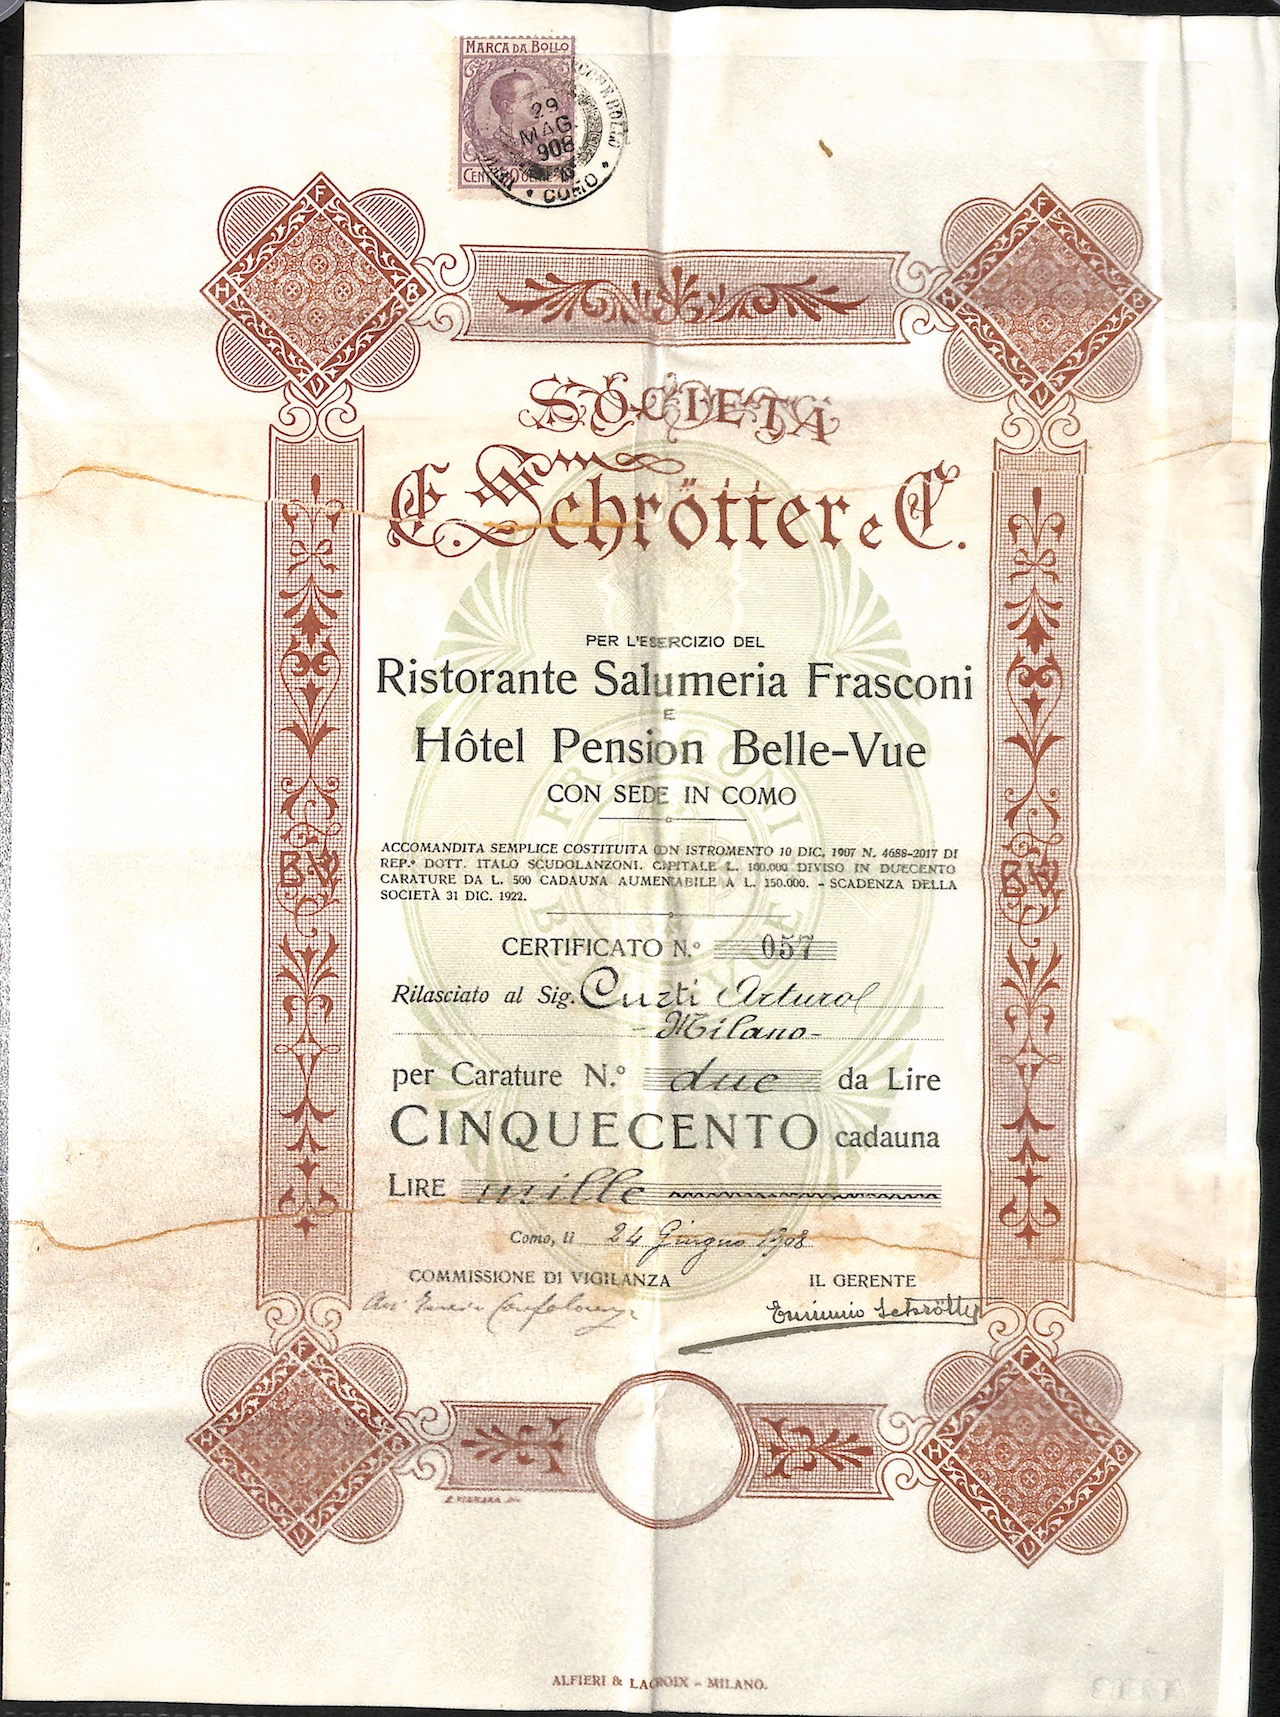 MARCA DA BOLLO
29
MAG.
908
COMO
F
H B
V
F
H B
V
SOCIETÀ
E. Schrötter e C.
PER L'ESERCIZIO DEL
Ristorante Salumeria Frasconi
E
Hôtel Pension Belle-Vue
CON SEDE IN COMO
ACCOMANDITA SEMPLICE COSTITUITA CON ISTROMENTO 10 DIC. 1907 N. 4688-2017 DI
REP.º DOTT. ITALO SCUDOLANZONI. CAPITALE L. 100.000 DIVISO IN DUECENTO
CARATURE DA L. 500 CADAUNA AUMENTABILE A L. 150.000. - SCADENZA DELLA
SOCIETÀ 31 DIC. 1922.
CERTIFICATO N.º 057
Rilasciato al Sig. Curti Arturo
- Milano -
per Carature N.º due da Lire
CINQUECENTO cadauna
LIRE mille
Como, li 24 Giugno 1908
COMMISSIONE DI VIGILANZA IL GERENTE
Erminio Schrötter
F
H B
V
F
H B
V
ALFIERI & LACROIX - MILANO.